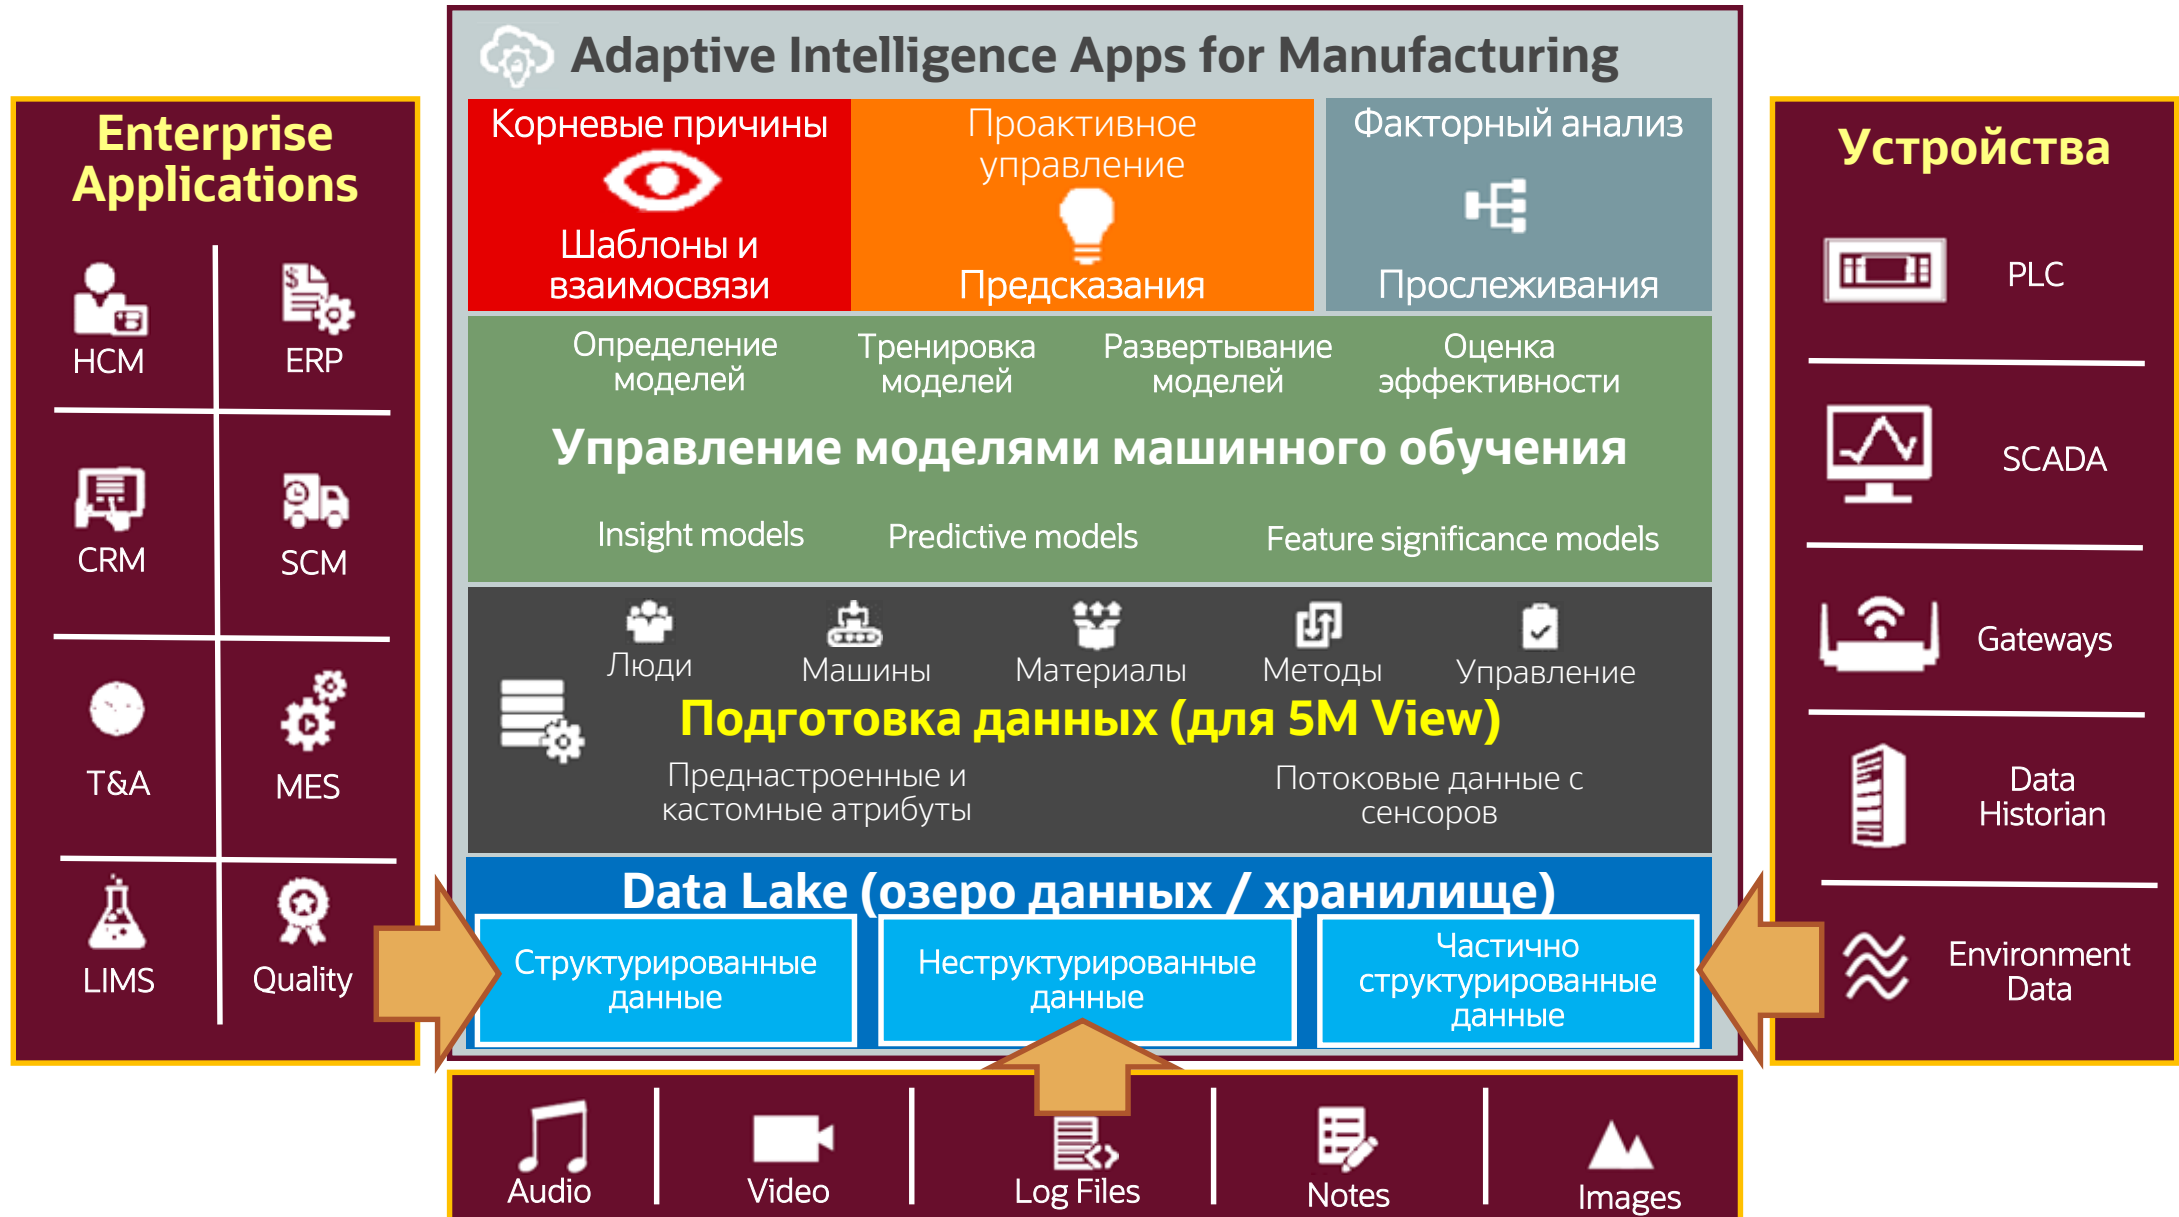 Adaptive Intelligence Apps for Manufacturing
Enterprise
Applications
HCM
ERP
CRM
SCM
T&A
MES
LIMS
Quality
Корневые причины
Шаблоны и
взаимосвязи
Проактивное
управление
Предсказания
Факторный анализ
Прослеживания
Определение
моделей
Тренировка
моделей
Развертывание
моделей
Оценка
эффективности
Управление моделями машинного обучения
Insight models
Predictive models
Feature significance models
Люди
Машины
Материалы
Методы
Управление
Подготовка данных (для 5M View)
Преднастроенные и
кастомные атрибуты
Потоковые данные с
сенсоров
Data Lake (озеро данных / хранилище)
Структурированные
данные
Неструктурированные
данные
Частично
структурированные
данные
Устройства
PLC
SCADA
Gateways
Data
Historian
Environment
Data
Audio
Video
Log Files
Notes
Images